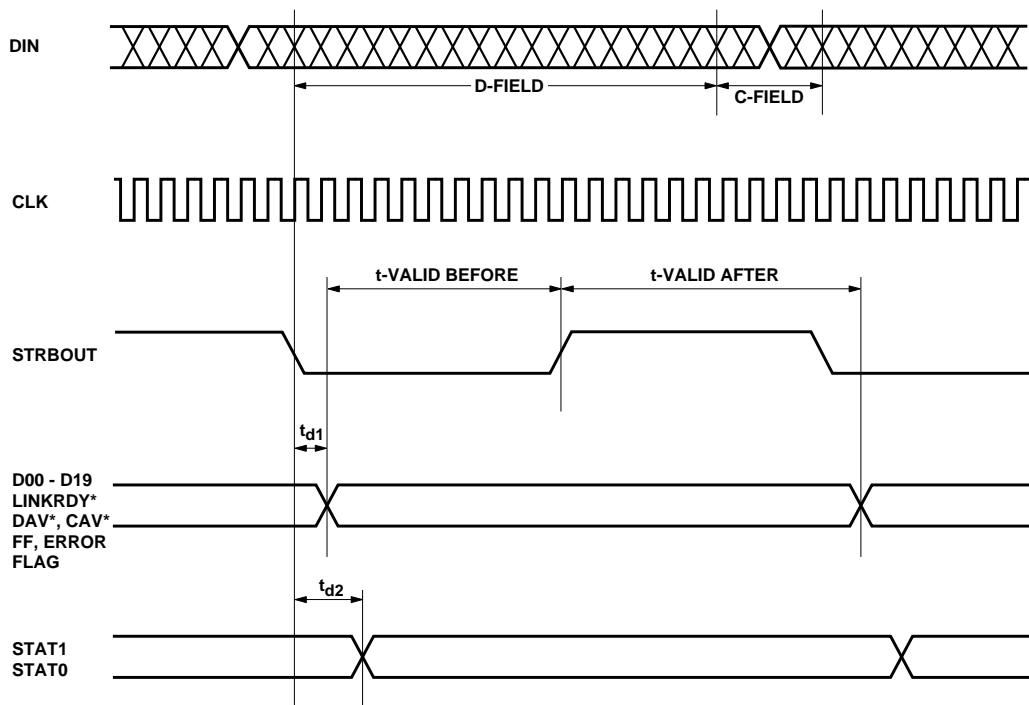 DIN
D-FIELD
C-FIELD
CLK
t-VALID BEFORE
t-VALID AFTER
STRBOUT
td1
D00 - D19
LINKRDY*
DAV*, CAV*
FF, ERROR
FLAG
td2
STAT1
STAT0